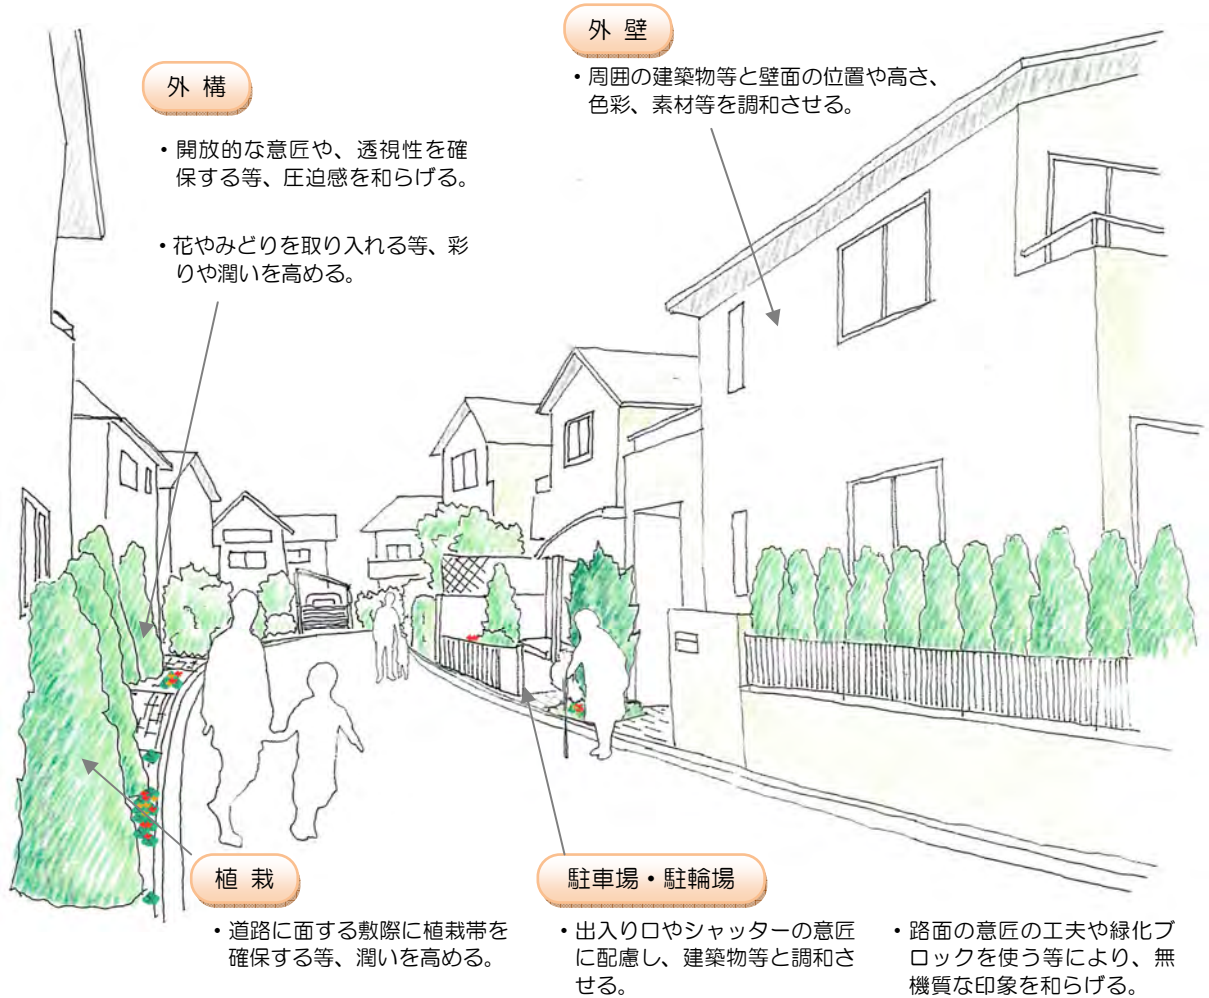 外壁
・周囲の建築物等と壁面の位置や高さ、
色彩、素材等を調和させる。
外構
・開放的な意匠や、透視性を確
保する等、圧迫感を和らげる。
・花やみどりを取り入れる等、彩
りや潤いを高める。
植栽
・道路に面する敷際に植栽帯を
確保する等、潤いを高める。
駐車場・駐輪場
・出入り口やシャッターの意匠
に配慮し、建築物等と調和さ
せる。
・路面の意匠の工夫や緑化ブ
ロックを使う等により、無
機質な印象を和らげる。